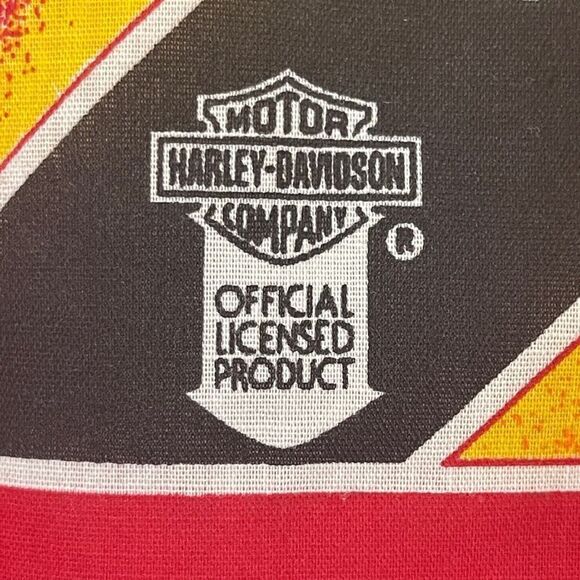 MOTOR
HARLEY-DAVIDSON
COMPANY
®
OFFICIAL
LICENSED
PRODUCT